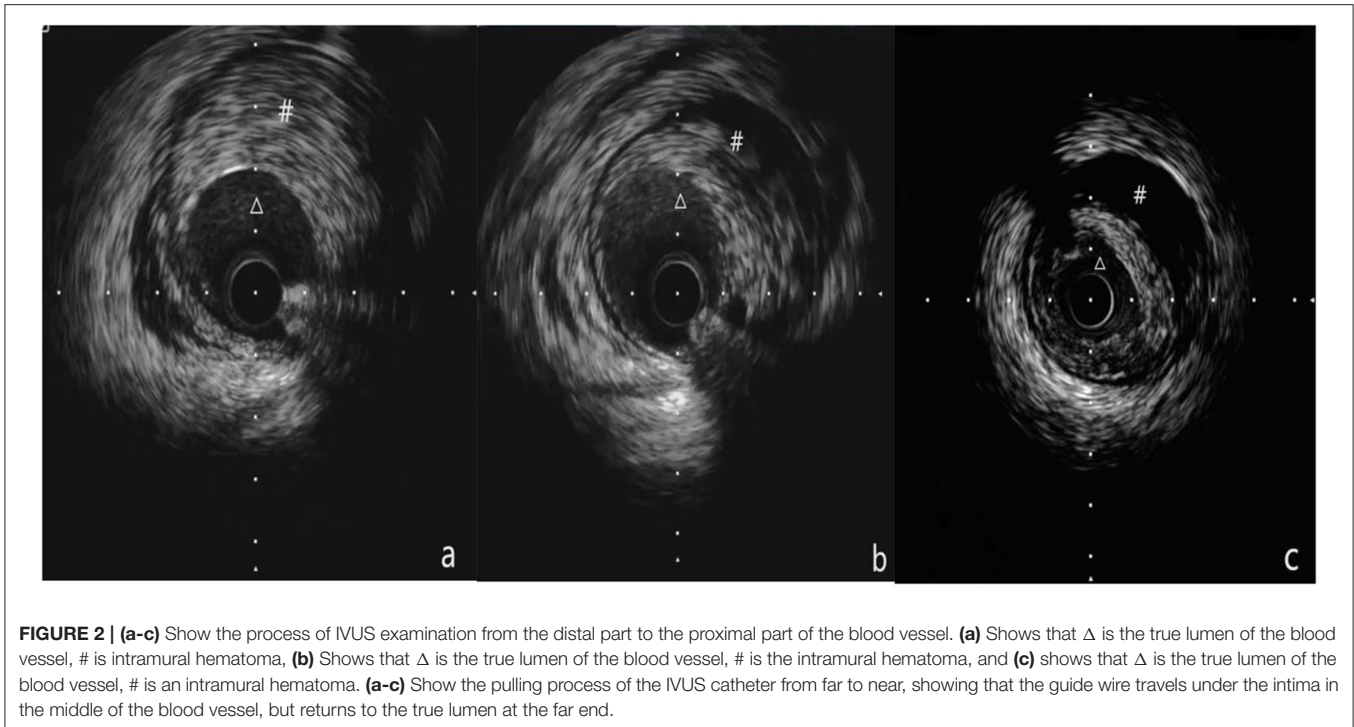 #
Δ
a
#
Δ
b
#
Δ
c
FIGURE 2 | (a-c) Show the process of IVUS examination from the distal part to the proximal part of the blood vessel. (a) Shows that Δ is the true lumen of the blood
vessel, # is intramural hematoma, (b) Shows that Δ is the true lumen of the blood vessel, # is the intramural hematoma, and (c) shows that Δ is the true lumen of the
blood vessel, # is an intramural hematoma. (a-c) Show the pulling process of the IVUS catheter from far to near, showing that the guide wire travels under the intima in
the middle of the blood vessel, but returns to the true lumen at the far end.